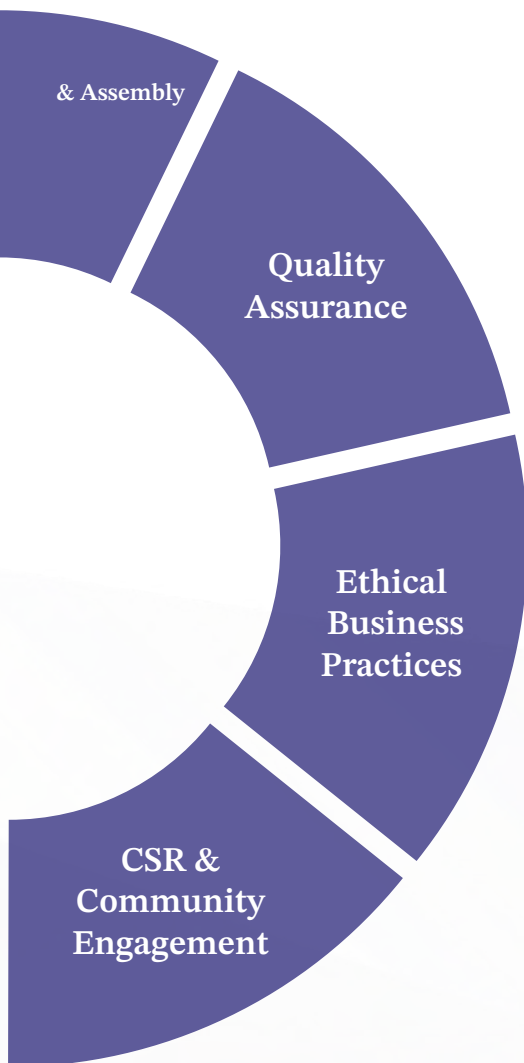 & Assembly
Quality
Assurance
Ethical
Business
Practices
CSR &
Community
Engagement